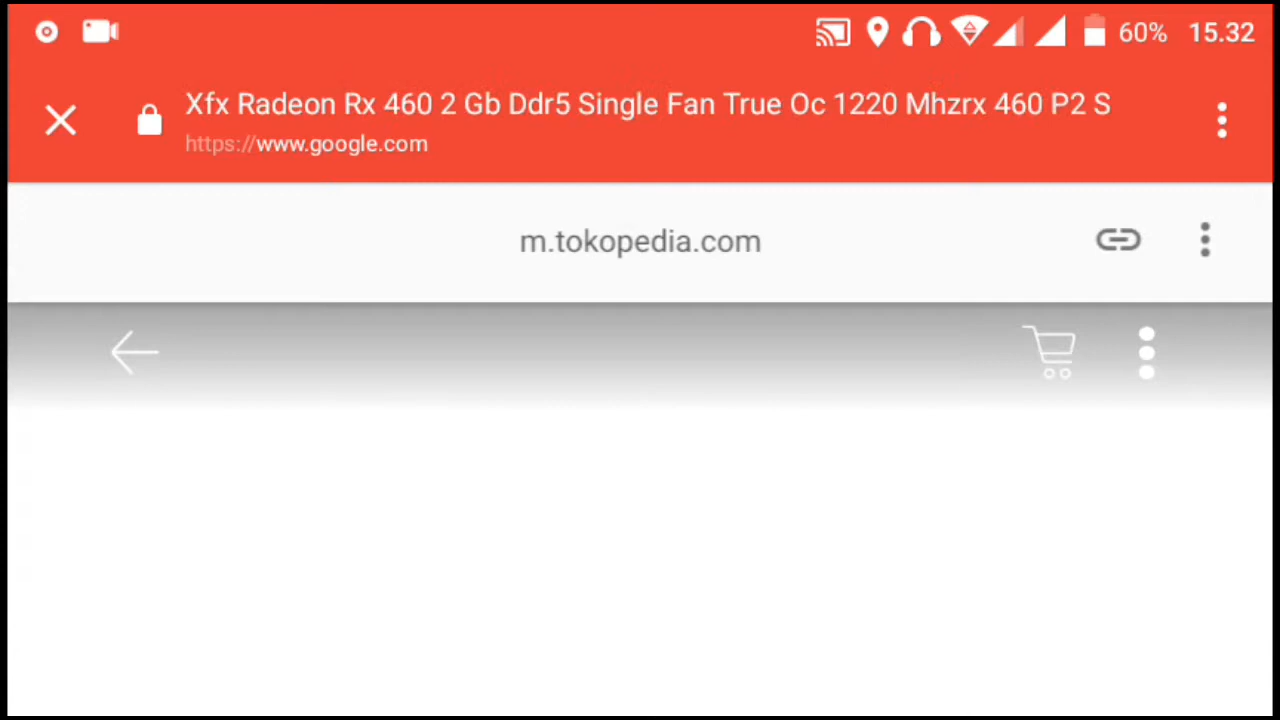 60% 15.32
Xfx Radeon Rx 460 2 Gb Ddr5 Single Fan True Oc 1220 Mhzrx 460 P2 S
https://www.google.com
m.tokopedia.com